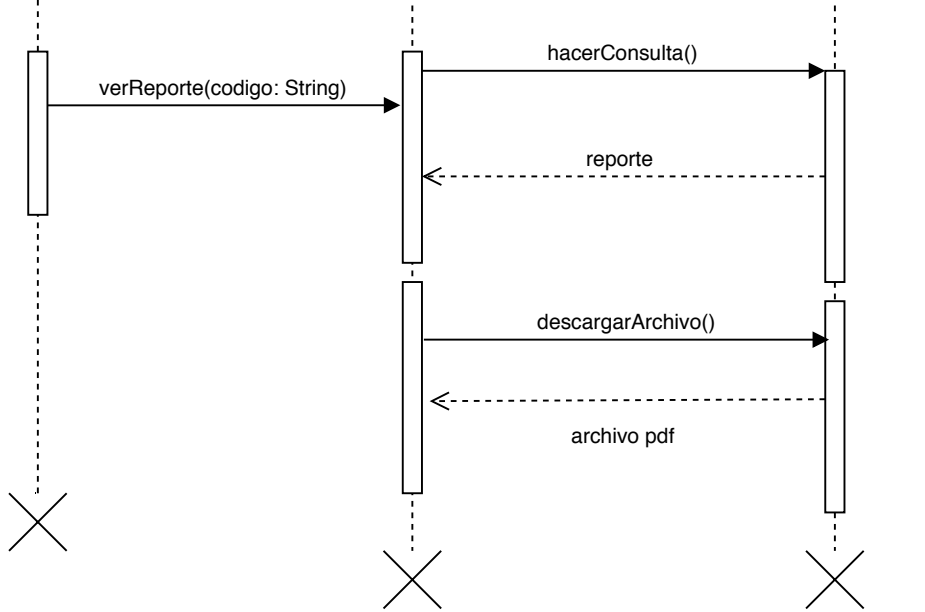 hacerConsulta()
verReporte(codigo: String)
reporte
descargarArchivo()
archivo pdf